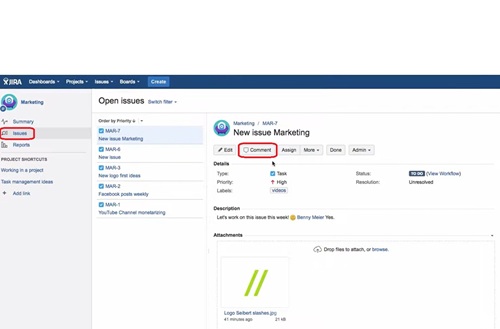 JIRA Dashboards Projects Issues Boards Create
Marketing
Summary
Issues
Reports
PROJECT SHORTCUTS
Working in a project
Task management ideas
+ Add link
Open issues Switch filter
Order by Priority
MAR-7
New issue Marketing
MAR-6
New issue
MAR-3
New logo first ideas
MAR-2
Facebook posts weekly
MAR-1
YouTube Channel monetarizing
Marketing / MAR-7
New issue Marketing
Edit Comment Assign More Done Admin
Details
Type: Task Status: TO DO (View Workflow)
Priority: High Resolution: Unresolved
Labels: videos
Description
Let's work on this issue this week! Benny Meier Yes.
Attachments
Drop files to attach, or browse.
Logo Seibert slashes.jpg
41 minutes ago 21 kB